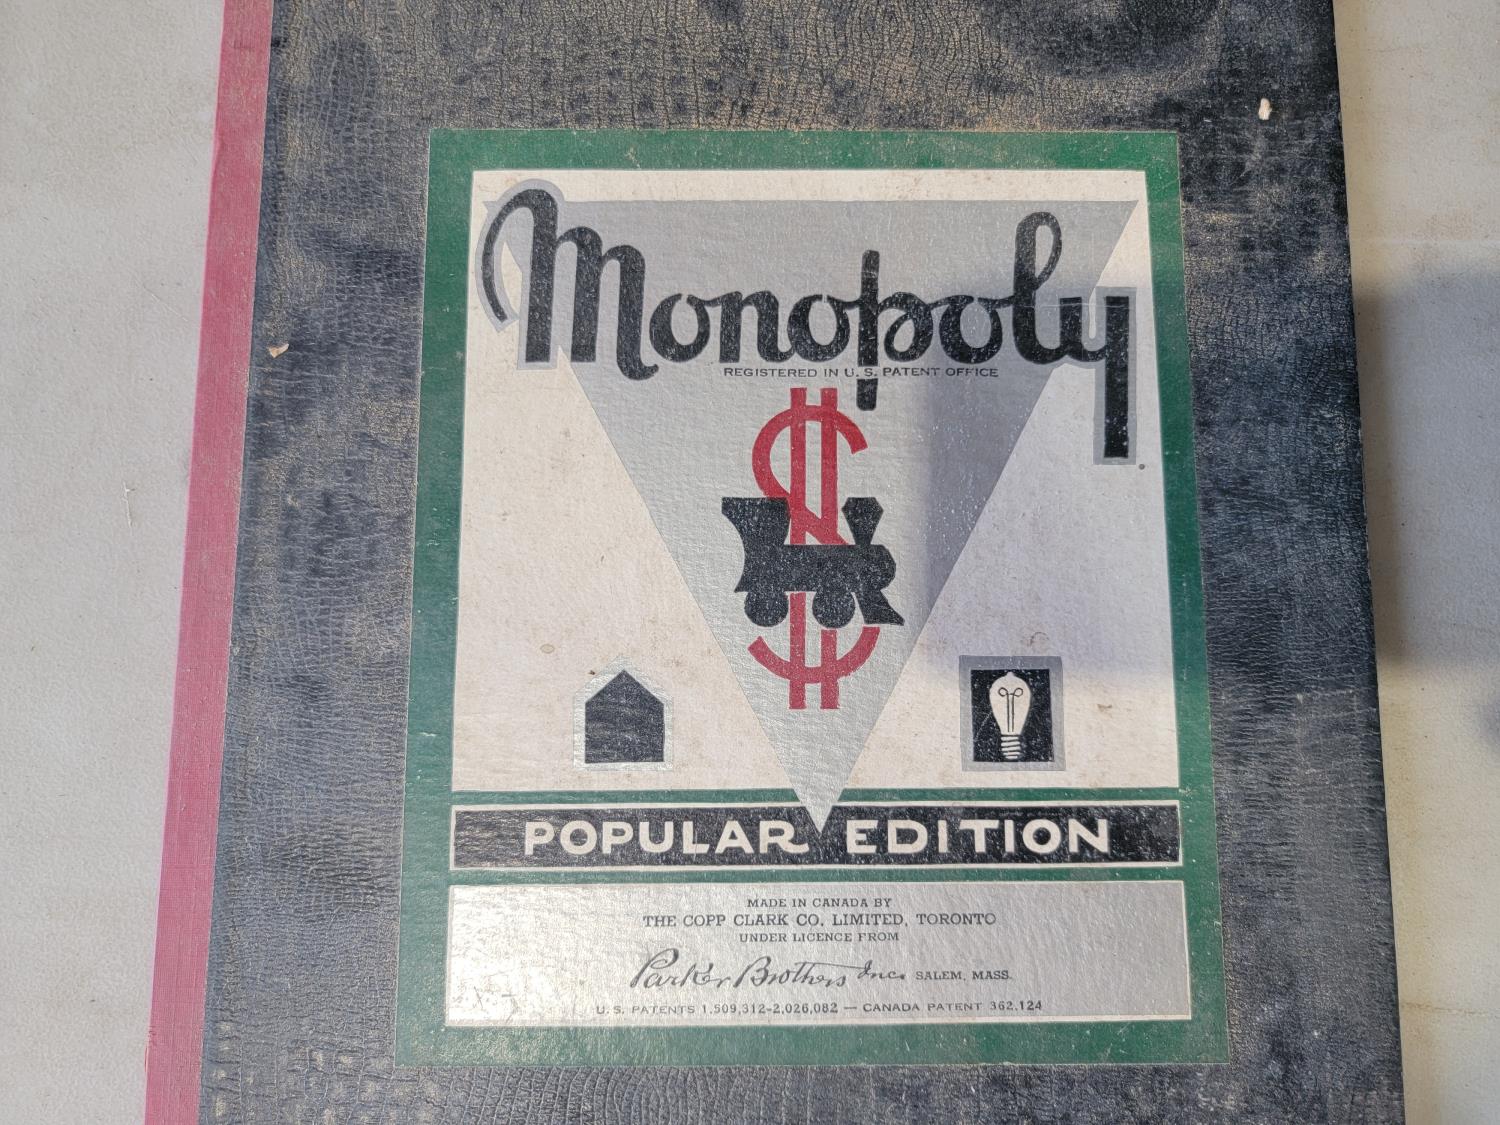 Monopoly
REGISTERED IN U. S. PATENT OFFICE
POPULAR EDITION
MADE IN CANADA BY
THE COPP CLARK CO. LIMITED, TORONTO
UNDER LICENCE FROM
Parker Brothers Inc. SALEM, MASS.
U. S. PATENTS 1,509,312-2,026,082 — CANADA PATENT 362,124